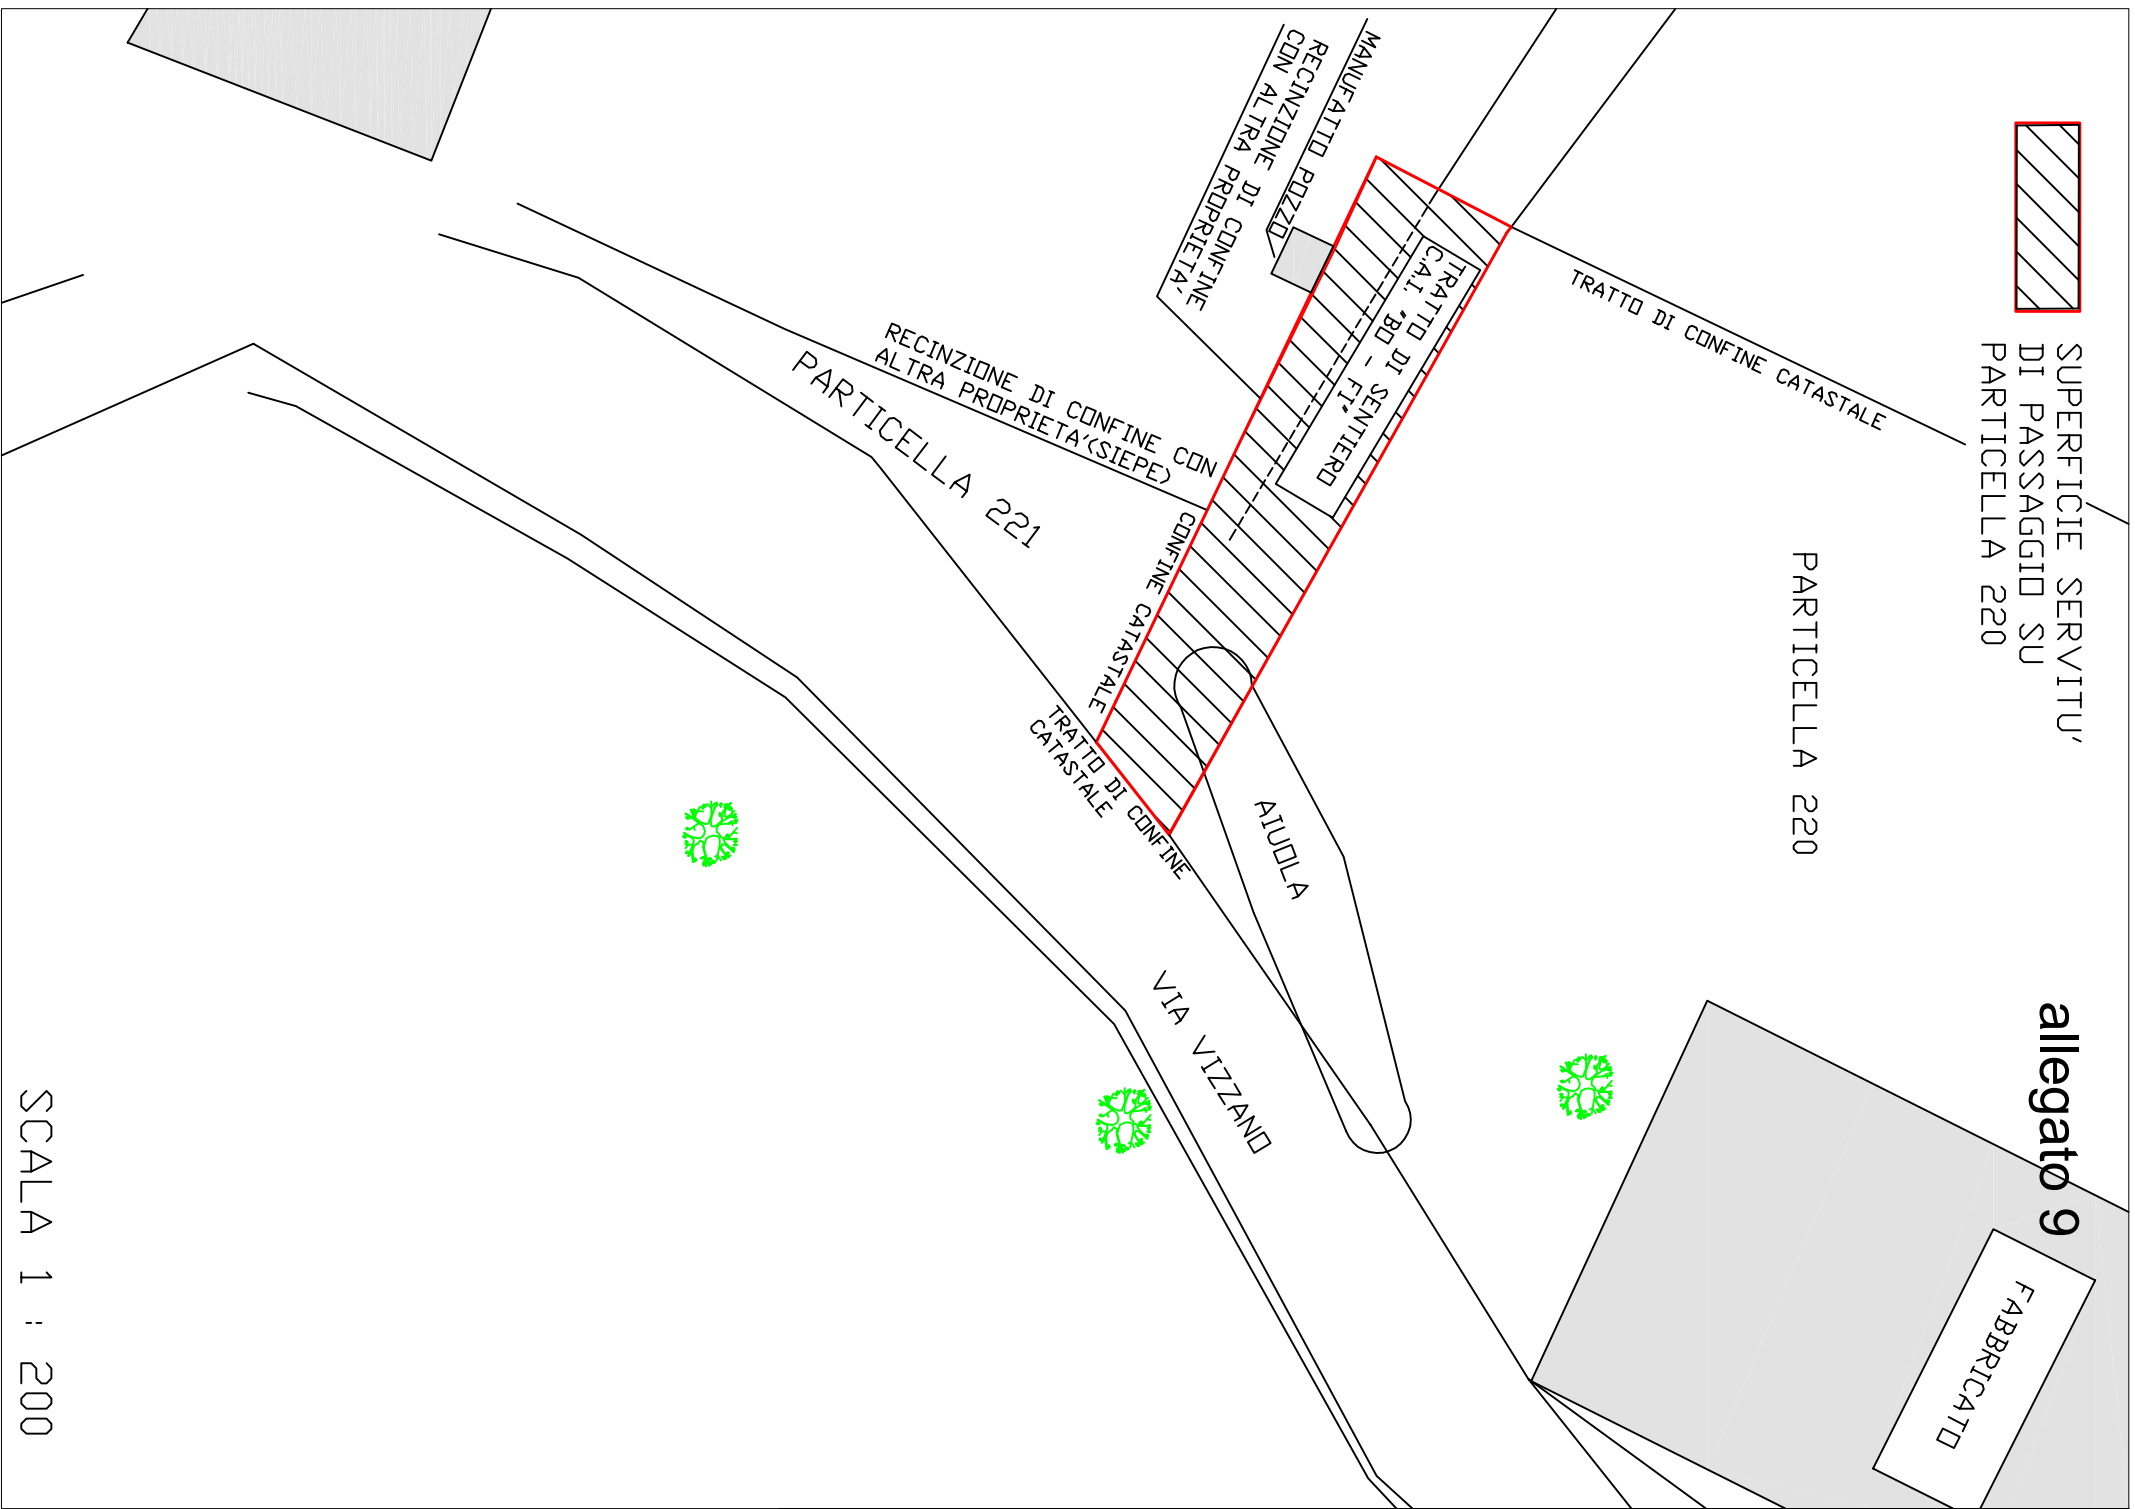 allegato 9
SUPERFICIE SERVITU'
DI PASSAGGIO SU
PARTICELLA 220
PARTICELLA 220
FABBRICATO
TRATTO DI CONFINE CATASTALE
MANUFATTO POZZO
RECINZIONE DI CONFINE
CON ALTRA PROPRIETA'
TRATTO DI SENTIERO
C.A.I. "BO - FI"
RECINZIONE DI CONFINE CON
ALTRA PROPRIETA'(SIEPE)
PARTICELLA 221
CONFINE CATASTALE
TRATTO DI CONFINE
CATASTALE
AIUOLA
VIA VIZZANO
SCALA 1 : 200